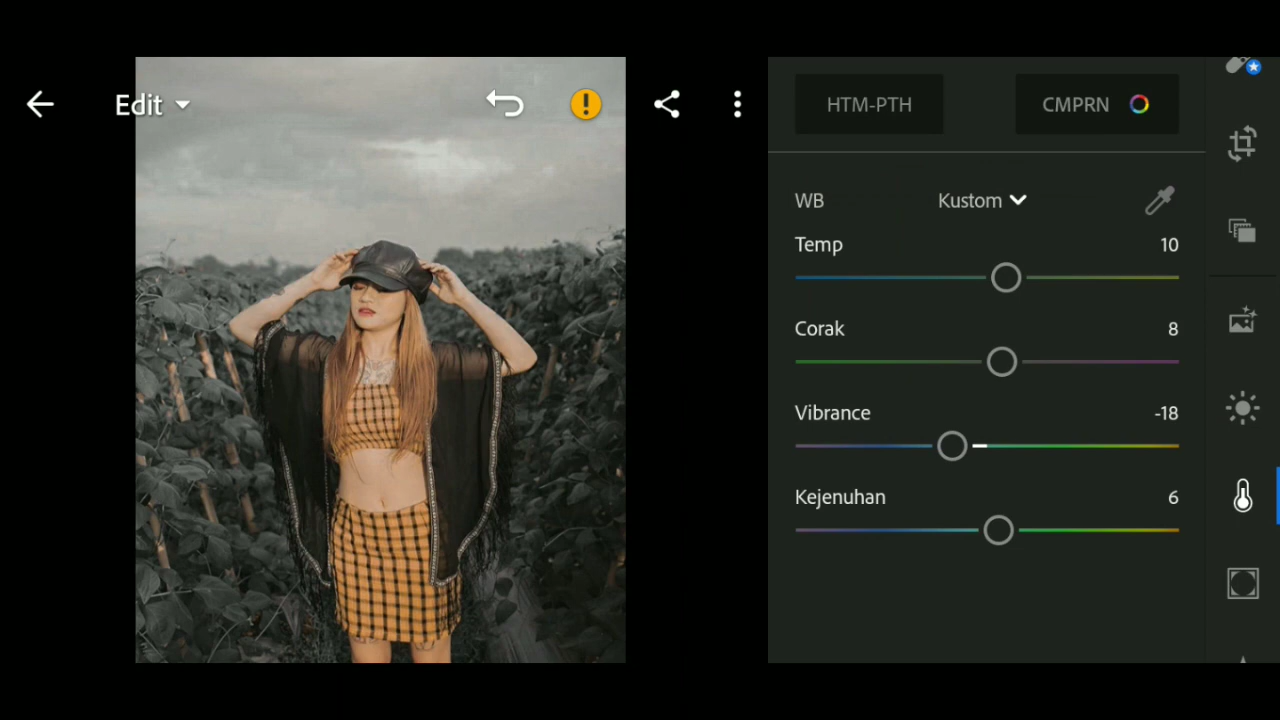 Edit
HTM-PTH
CMPRN
WB
Kustom
Temp
10
Corak
8
Vibrance
-18
Kejenuhan
6